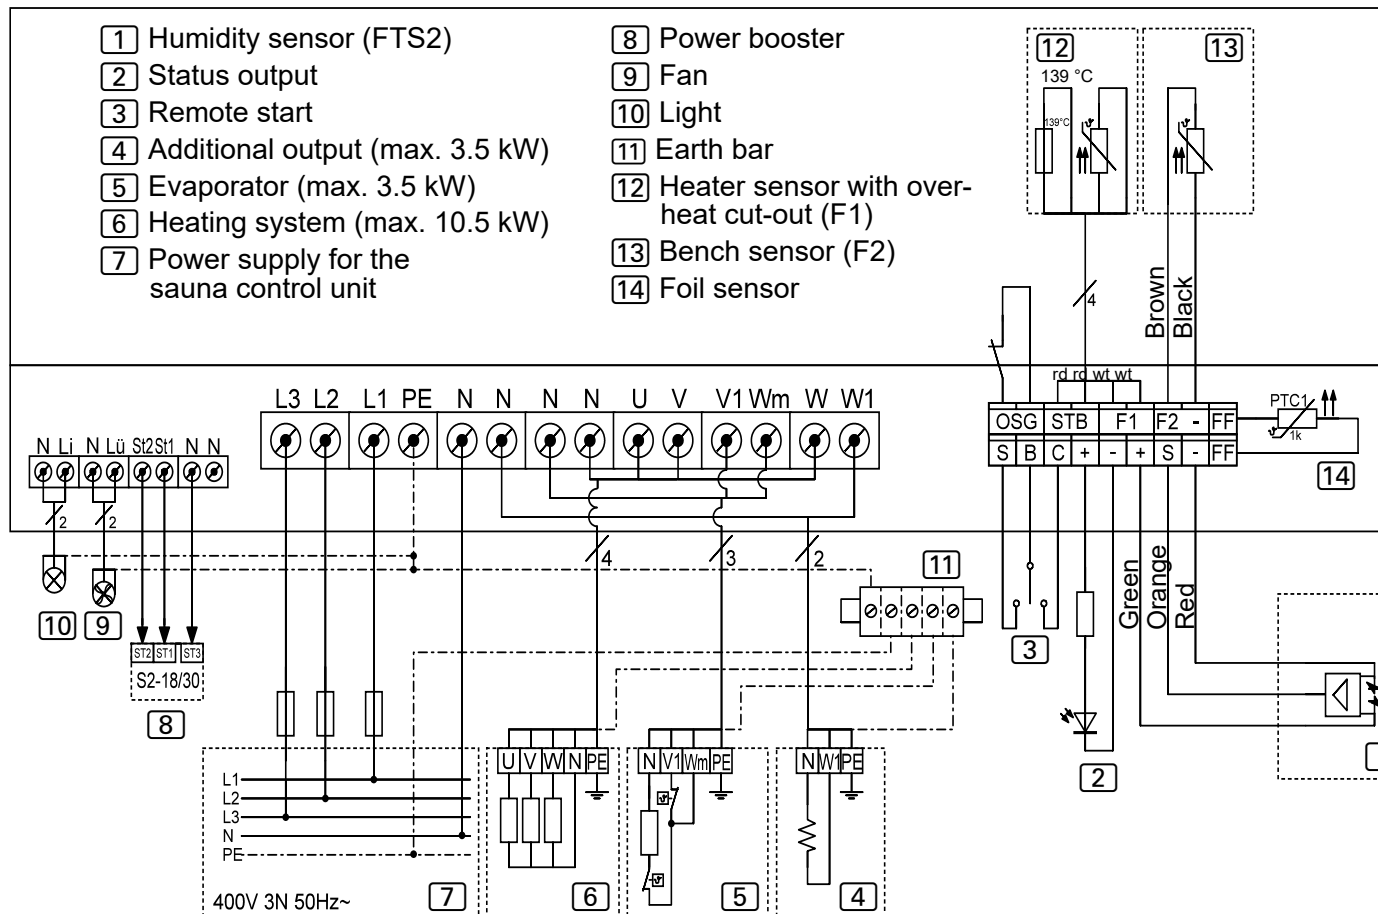 1 Humidity sensor (FTS2)
2 Status output
3 Remote start
4 Additional output (max. 3.5 kW)
5 Evaporator (max. 3.5 kW)
6 Heating system (max. 10.5 kW)
7 Power supply for the
sauna control unit
8 Power booster
9 Fan
10 Light
11 Earth bar
12 Heater sensor with over-
heat cut-out (F1)
13 Bench sensor (F2)
14 Foil sensor
12
139 °C
139°C
13
4
Brown
Black
rd rd wt wt
L3 L2 L1 PE N N N N U V V1 Wm W W1
N Li N Lü St2 St1 N N
OSG STB F1 F2 - FF
S B C + - + S - FF
PTC1
1k
14
2
2
4
3
2
11
10
9
ST2 ST1 ST3
S2-18/30
8
3
Green
Orange
Red
2
L1
L2
L3
N
PE
400V 3N 50Hz~
7
U V W N PE
6
N V1 Wm PE
5
N W1 PE
4